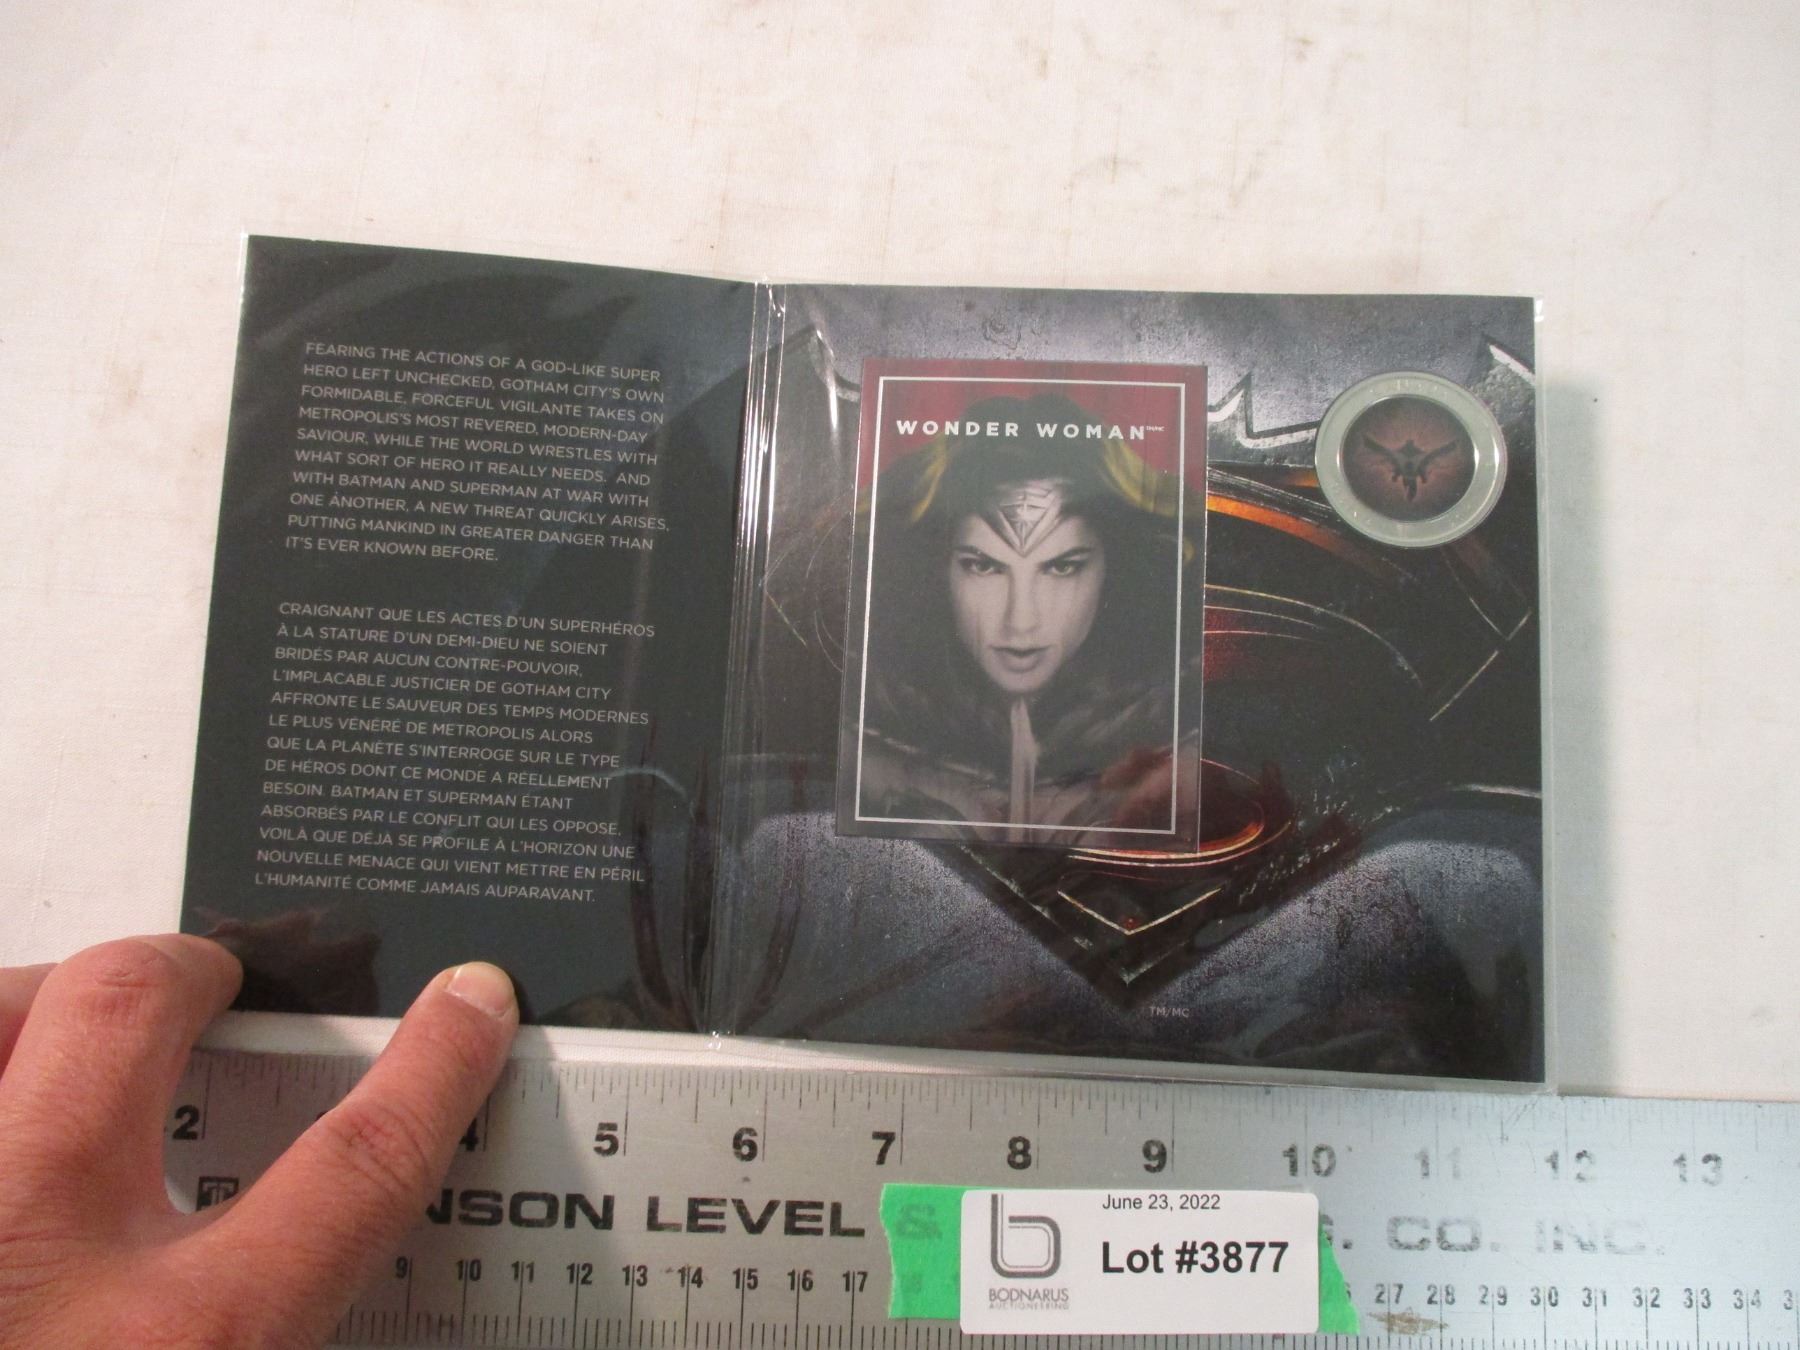 FEARING THE ACTIONS OF A GOD-LIKE SUPER
HERO LEFT UNCHECKED, GOTHAM CITY'S OWN
FORMIDABLE, FORCEFUL VIGILANTE TAKES ON
METROPOLIS'S MOST REVERED, MODERN-DAY
SAVIOUR, WHILE THE WORLD WRESTLES WITH
WHAT SORT OF HERO IT REALLY NEEDS. AND
WITH BATMAN AND SUPERMAN AT WAR WITH
ONE ANOTHER, A NEW THREAT QUICKLY ARISES,
PUTTING MANKIND IN GREATER DANGER THAN
IT'S EVER KNOWN BEFORE.
CRAIGNANT QUE LES ACTES D'UN SUPERHÉROS
À LA STATURE D'UN DEMI-DIEU NE SOIENT
BRIDÉS PAR AUCUN CONTRE-POUVOIR,
L'IMPLACABLE JUSTICIER DE GOTHAM CITY
AFFRONTE LE SAUVEUR DES TEMPS MODERNES
LE PLUS VÉNÉRÉ DE METROPOLIS ALORS
QUE LA PLANÈTE S'INTERROGE SUR LE TYPE
DE HÉROS DONT CE MONDE A RÉELLEMENT
BESOIN. BATMAN ET SUPERMAN ÉTANT
ABSORBÉS PAR LE CONFLIT QUI LES OPPOSE,
VOILÀ QUE DÉJÀ SE PROFILE À L'HORIZON UNE
NOUVELLE MENACE QUI VIENT METTRE EN PÉRIL
L'HUMANITÉ COMME JAMAIS AUPARAVANT.
WONDER WOMAN TM/MC
TM/MC
2 4 5 6 7 8 9 10 11 12 13
NSON LEVEL & CO. INC.
9 10 11 12 13 14 15 16 17 18 27 28 29 30 31 32 33 34
June 23, 2022
Lot #3877
BODNARUS
AUCTIONEERING